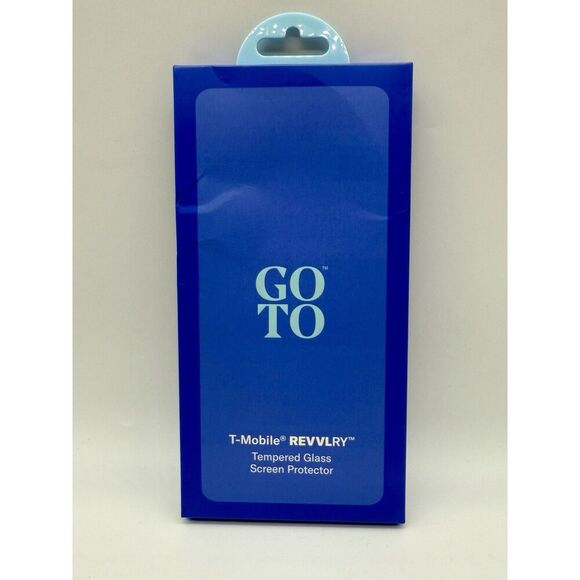 GO™
TO
T-Mobile® REVVLRY™
Tempered Glass
Screen Protector